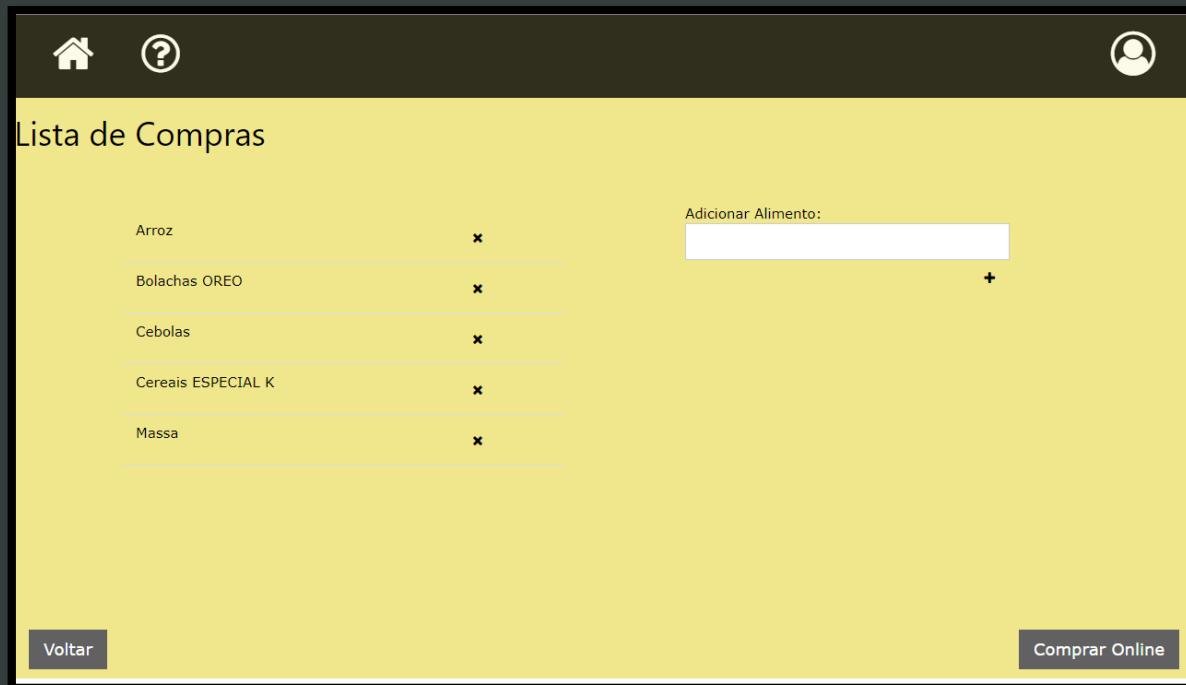 Lista de Compras
Arroz
Bolachas OREO
Cebolas
Cereais ESPECIAL K
Massa
Adicionar Alimento:
Voltar
Comprar Online